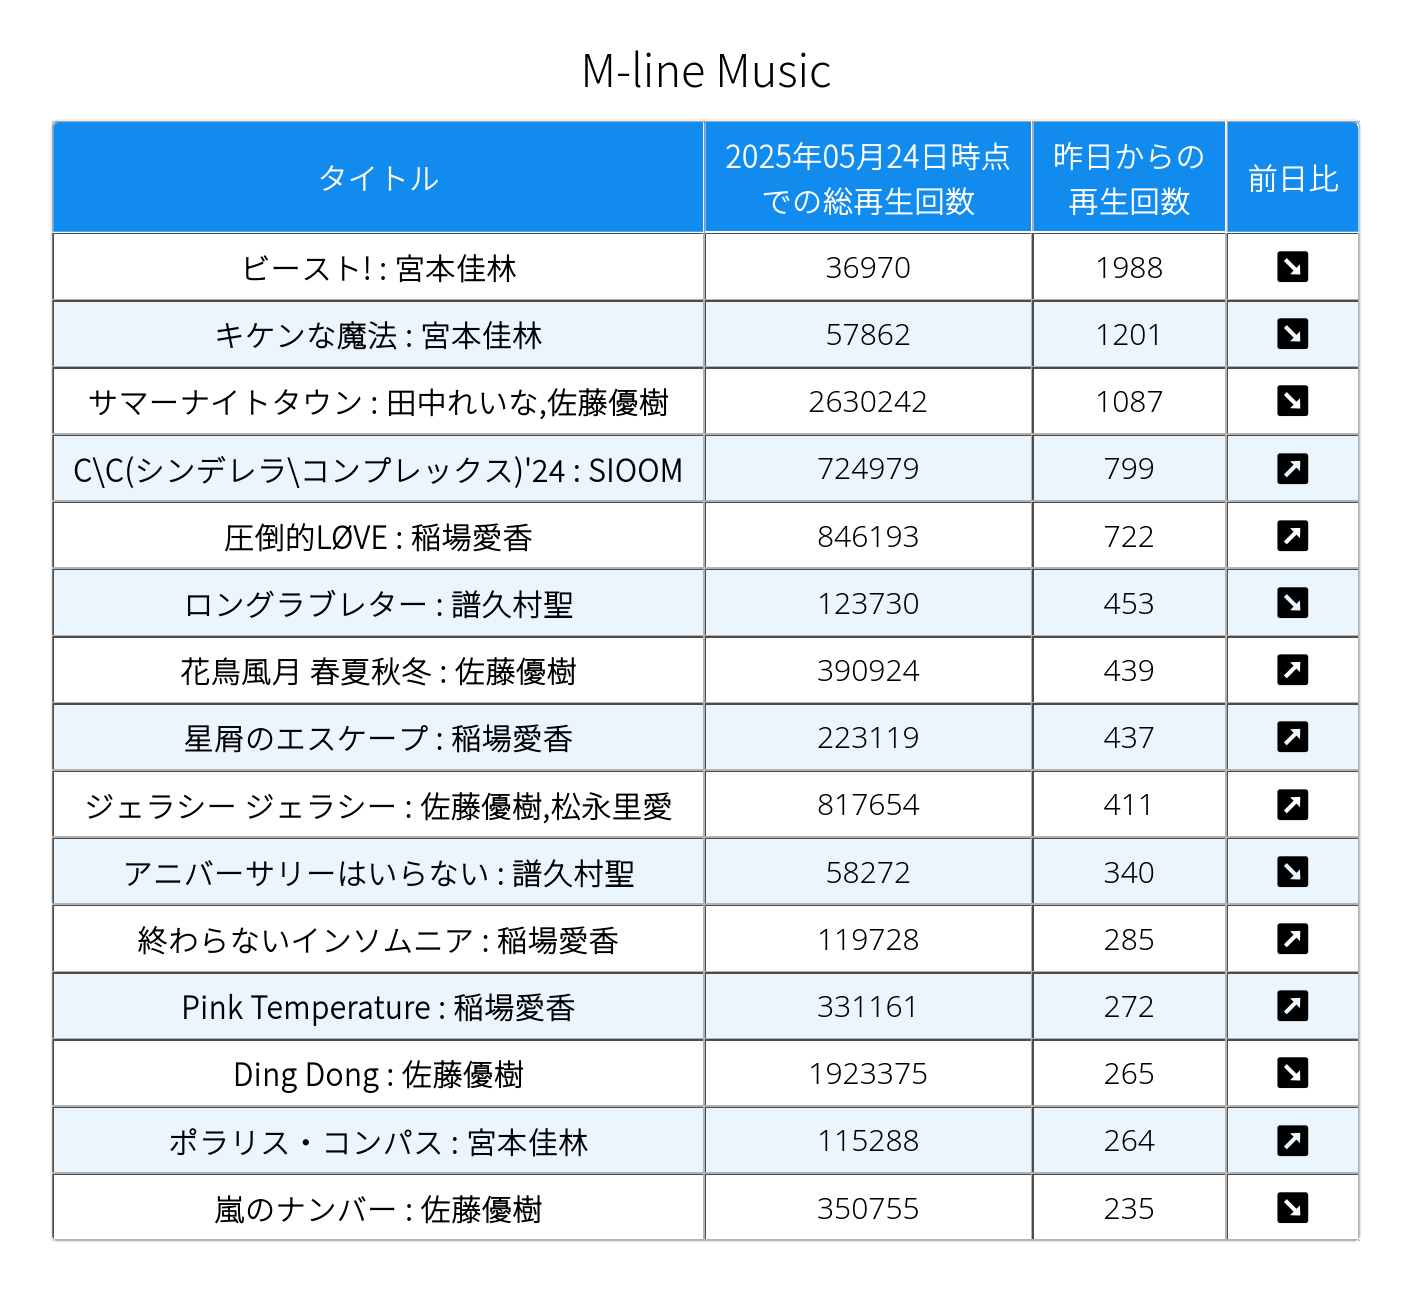 M-line Music
タイトル 2025年05月24日時点での総再生回数 昨日からの再生回数 前日比
ビースト! : 宮本佳林 36970 1988 ↘
キケンな魔法 : 宮本佳林 57862 1201 ↘
サマーナイトタウン : 田中れいな,佐藤優樹 2630242 1087 ↘
C\C(シンデレラ\コンプレックス)'24 : SIOOM 724979 799 ↗
圧倒的LØVE : 稲場愛香 846193 722 ↗
ロングラブレター : 譜久村聖 123730 453 ↘
花鳥風月 春夏秋冬 : 佐藤優樹 390924 439 ↗
星屑のエスケープ : 稲場愛香 223119 437 ↗
ジェラシー ジェラシー : 佐藤優樹,松永里愛 817654 411 ↗
アニバーサリーはいらない : 譜久村聖 58272 340 ↘
終わらないインソムニア : 稲場愛香 119728 285 ↗
Pink Temperature : 稲場愛香 331161 272 ↗
Ding Dong : 佐藤優樹 1923375 265 ↘
ポラリス・コンパス : 宮本佳林 115288 264 ↗
嵐のナンバー : 佐藤優樹 350755 235 ↘